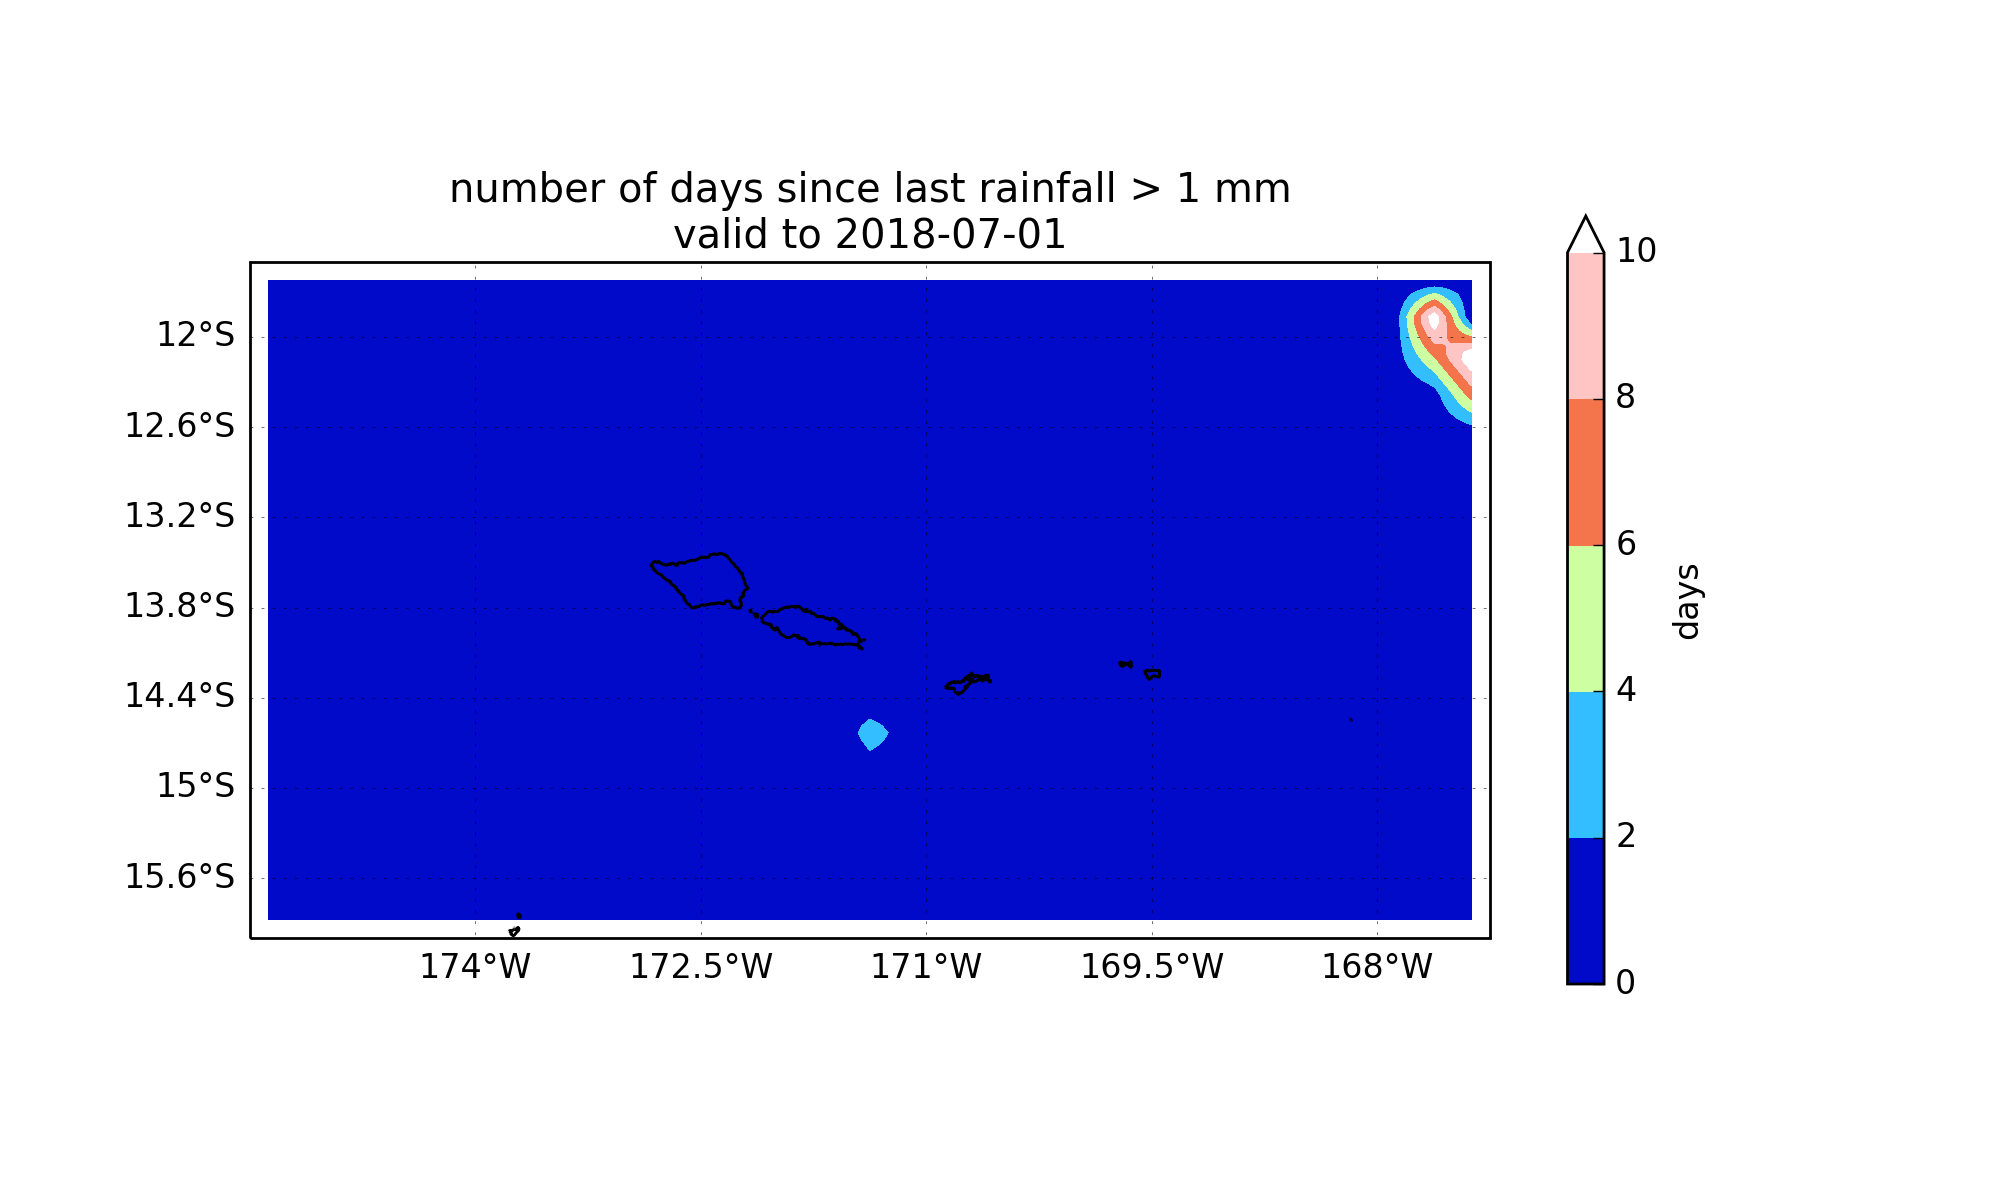 number of days since last rainfall > 1 mm
valid to 2018-07-01
12°S
12.6°S
13.2°S
13.8°S
14.4°S
15°S
15.6°S
174°W
172.5°W
171°W
169.5°W
168°W
10
8
6
4
2
0
days